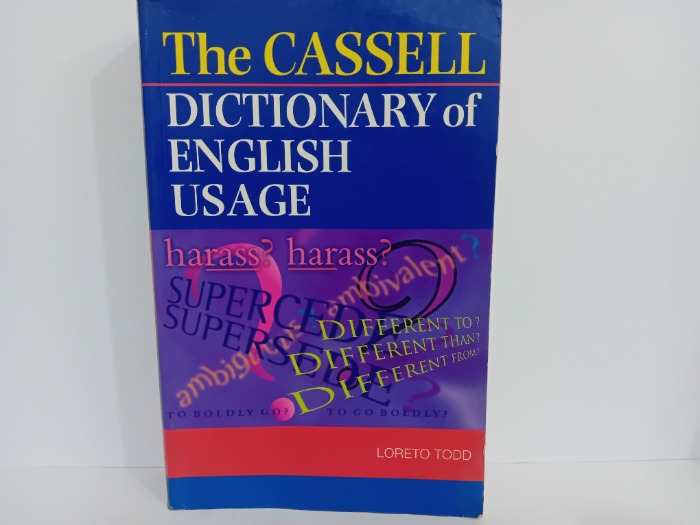 The CASSELL
DICTIONARY of
ENGLISH
USAGE
harass? harass?
ambiguous ambivalent?
SUPERCEDE
SUPERSEDE?
DIFFERENT TO?
DIFFERENT THAN?
DIFFERENT FROM?
TO BOLDLY GO? TO GO BOLDLY?
LORETO TODD